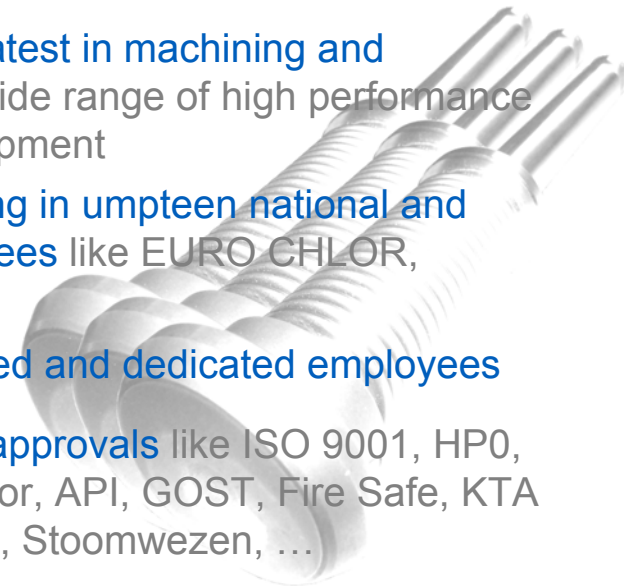 atest in machining and
ide range of high performance
pment
ng in umpteen national and
ees like EURO CHLOR,
ed and dedicated employees
approvals like ISO 9001, HP0,
or, API, GOST, Fire Safe, KTA
, Stoomwezen, …